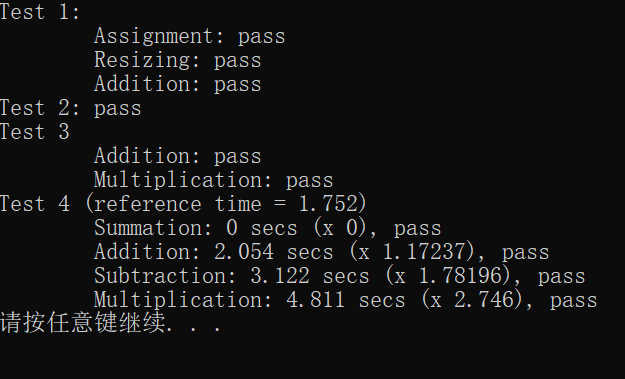 Test 1:
Assignment: pass
Resizing: pass
Addition: pass
Test 2: pass
Test 3
Addition: pass
Multiplication: pass
Test 4 (reference time = 1.752)
Summation: 0 secs (x 0), pass
Addition: 2.054 secs (x 1.17237), pass
Subtraction: 3.122 secs (x 1.78196), pass
Multiplication: 4.811 secs (x 2.746), pass
请按任意键继续. . .